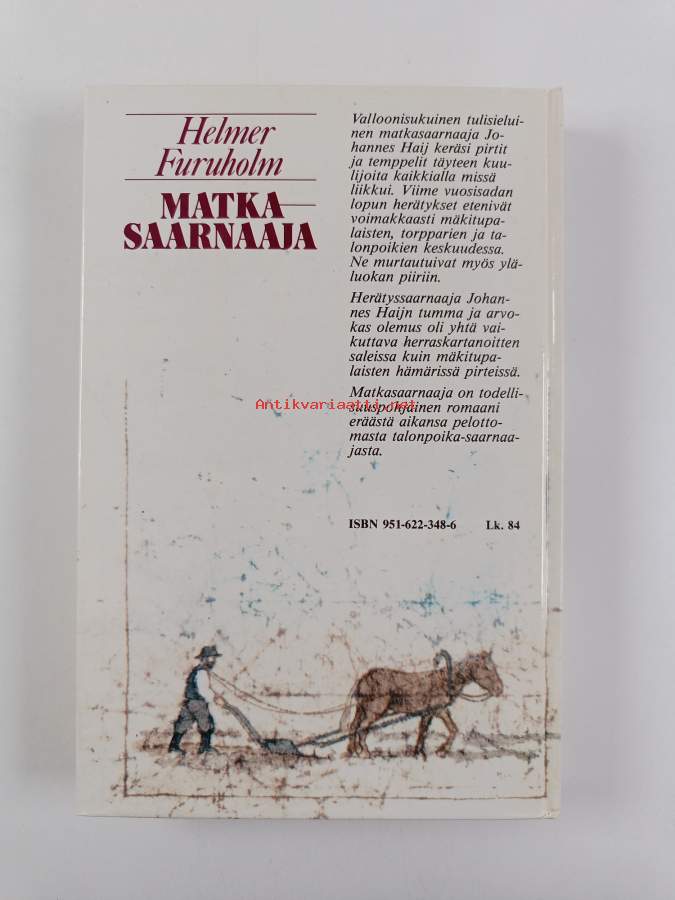 Helmer
Furuholm
MATKA
SAARNAAJA
Valloonisukuinen tulisielui-
nen matkasaarnaaja Jo-
hannes Haij keräsi pirtit
ja temppelit täyteen kuu-
lijoita kaikkialla missä
liikkui. Viime vuosisadan
lopun herätykset etenivät
voimakkaasti mäkitupa-
laisten, torpparien ja ta-
lonpoikien keskuudessa.
Ne murtautuivat myös ylä-
luokan piiriin.
Herätyssaarnaaja Johan-
nes Haijn tumma ja arvo-
kas olemus oli yhtä vai-
kuttava herraskartanoitten
saleissa kuin mäkitupa-
laisten hämärissä pirteissä.
Matkasaarnaaja on todelli-
suuspohjainen romaani
eräästä aikansa pelotto-
masta talonpoika-saarnaa-
jasta.
ISBN 951-622-348-6 Lk. 84
Antikvariaatti.net